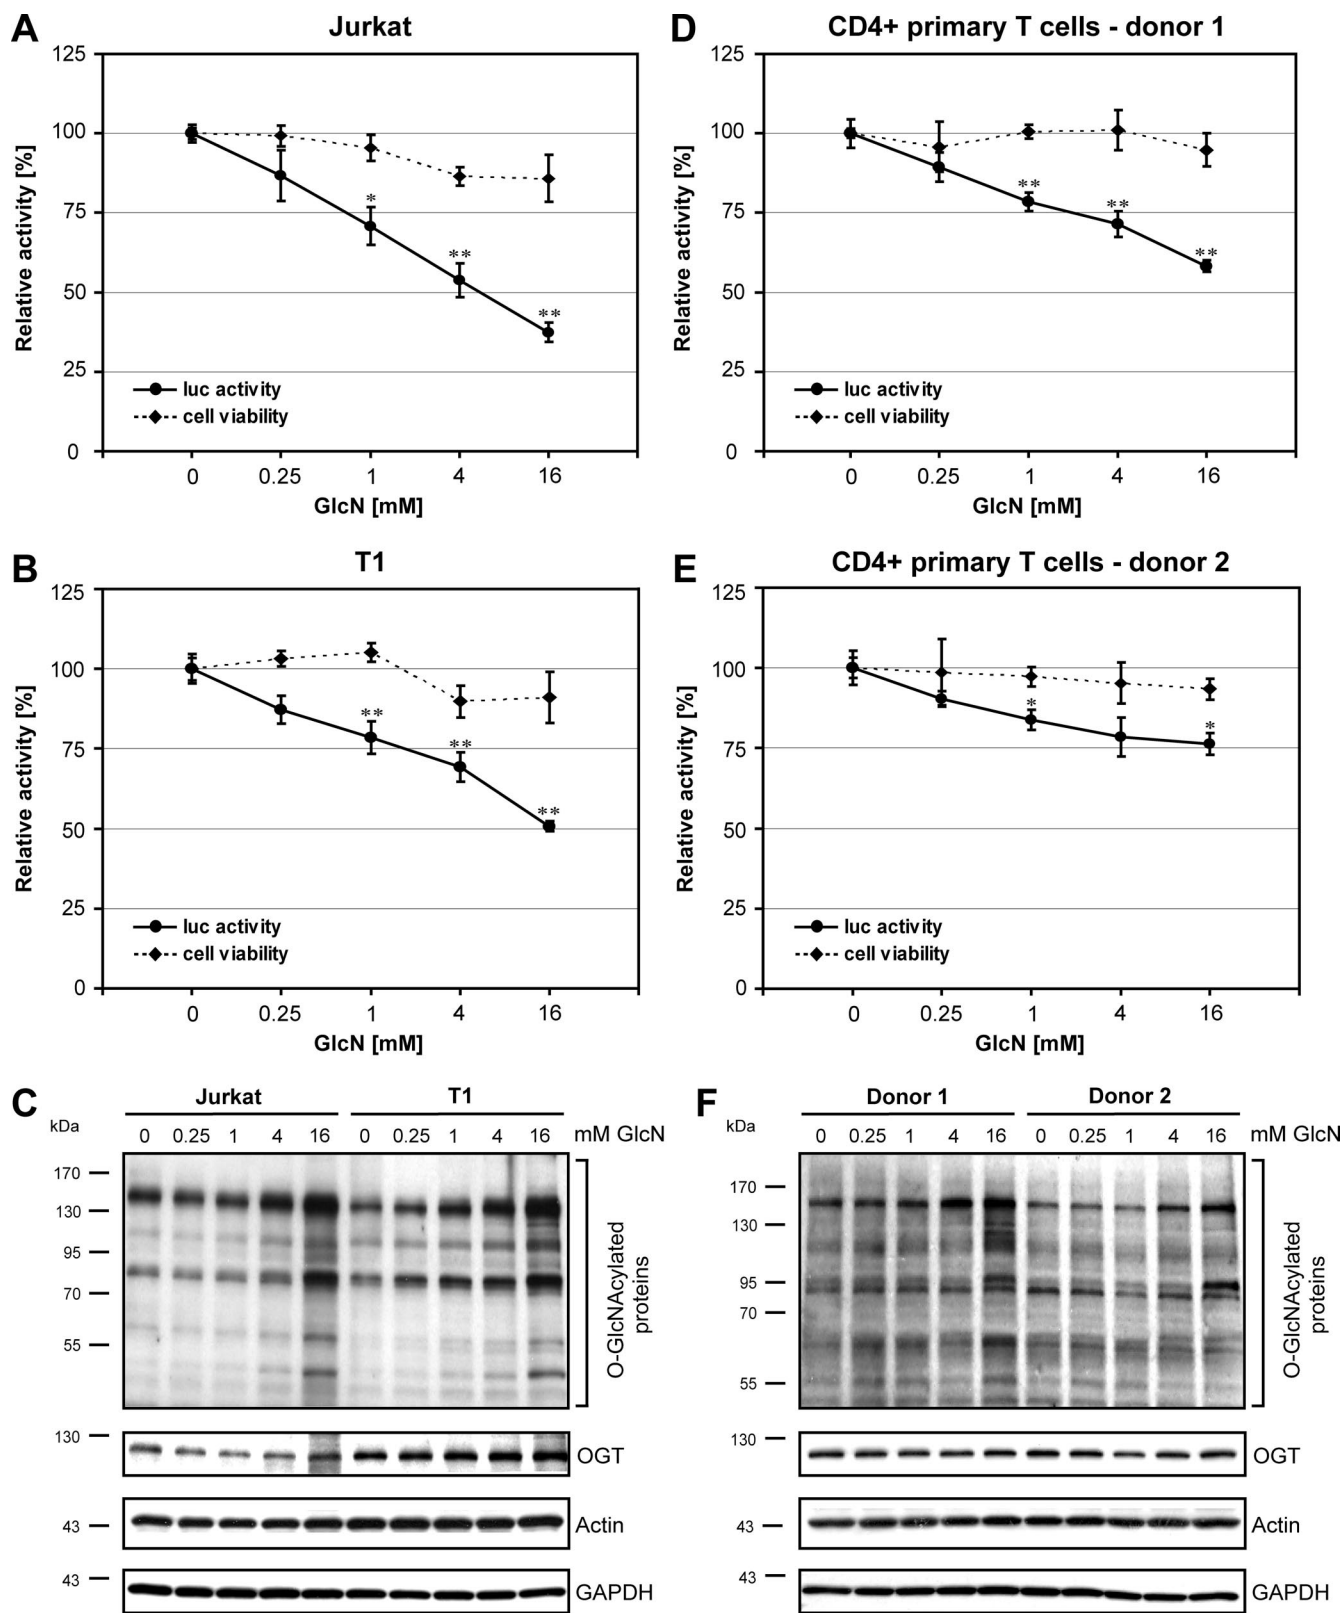 A
Jurkat
125
100
75
50
25
0
Relative activity [%]
*
**
**
luc activity
cell viability
0 0.25 1 4 16
GlcN [mM]
D
CD4+ primary T cells - donor 1
125
100
75
50
25
0
Relative activity [%]
**
**
**
luc activity
cell viability
0 0.25 1 4 16
GlcN [mM]
B
T1
125
100
75
50
25
0
Relative activity [%]
**
**
**
luc activity
cell viability
0 0.25 1 4 16
GlcN [mM]
E
CD4+ primary T cells - donor 2
125
100
75
50
25
0
Relative activity [%]
*
*
luc activity
cell viability
0 0.25 1 4 16
GlcN [mM]
C
Jurkat T1
kDa
0 0.25 1 4 16 0 0.25 1 4 16 mM GlcN
170
130
95
70
55
O-GlcNAcylated
proteins
130
OGT
43
Actin
43
GAPDH
F
Donor 1 Donor 2
kDa
0 0.25 1 4 16 0 0.25 1 4 16 mM GlcN
170
130
95
70
55
O-GlcNAcylated
proteins
130
OGT
43
Actin
43
GAPDH